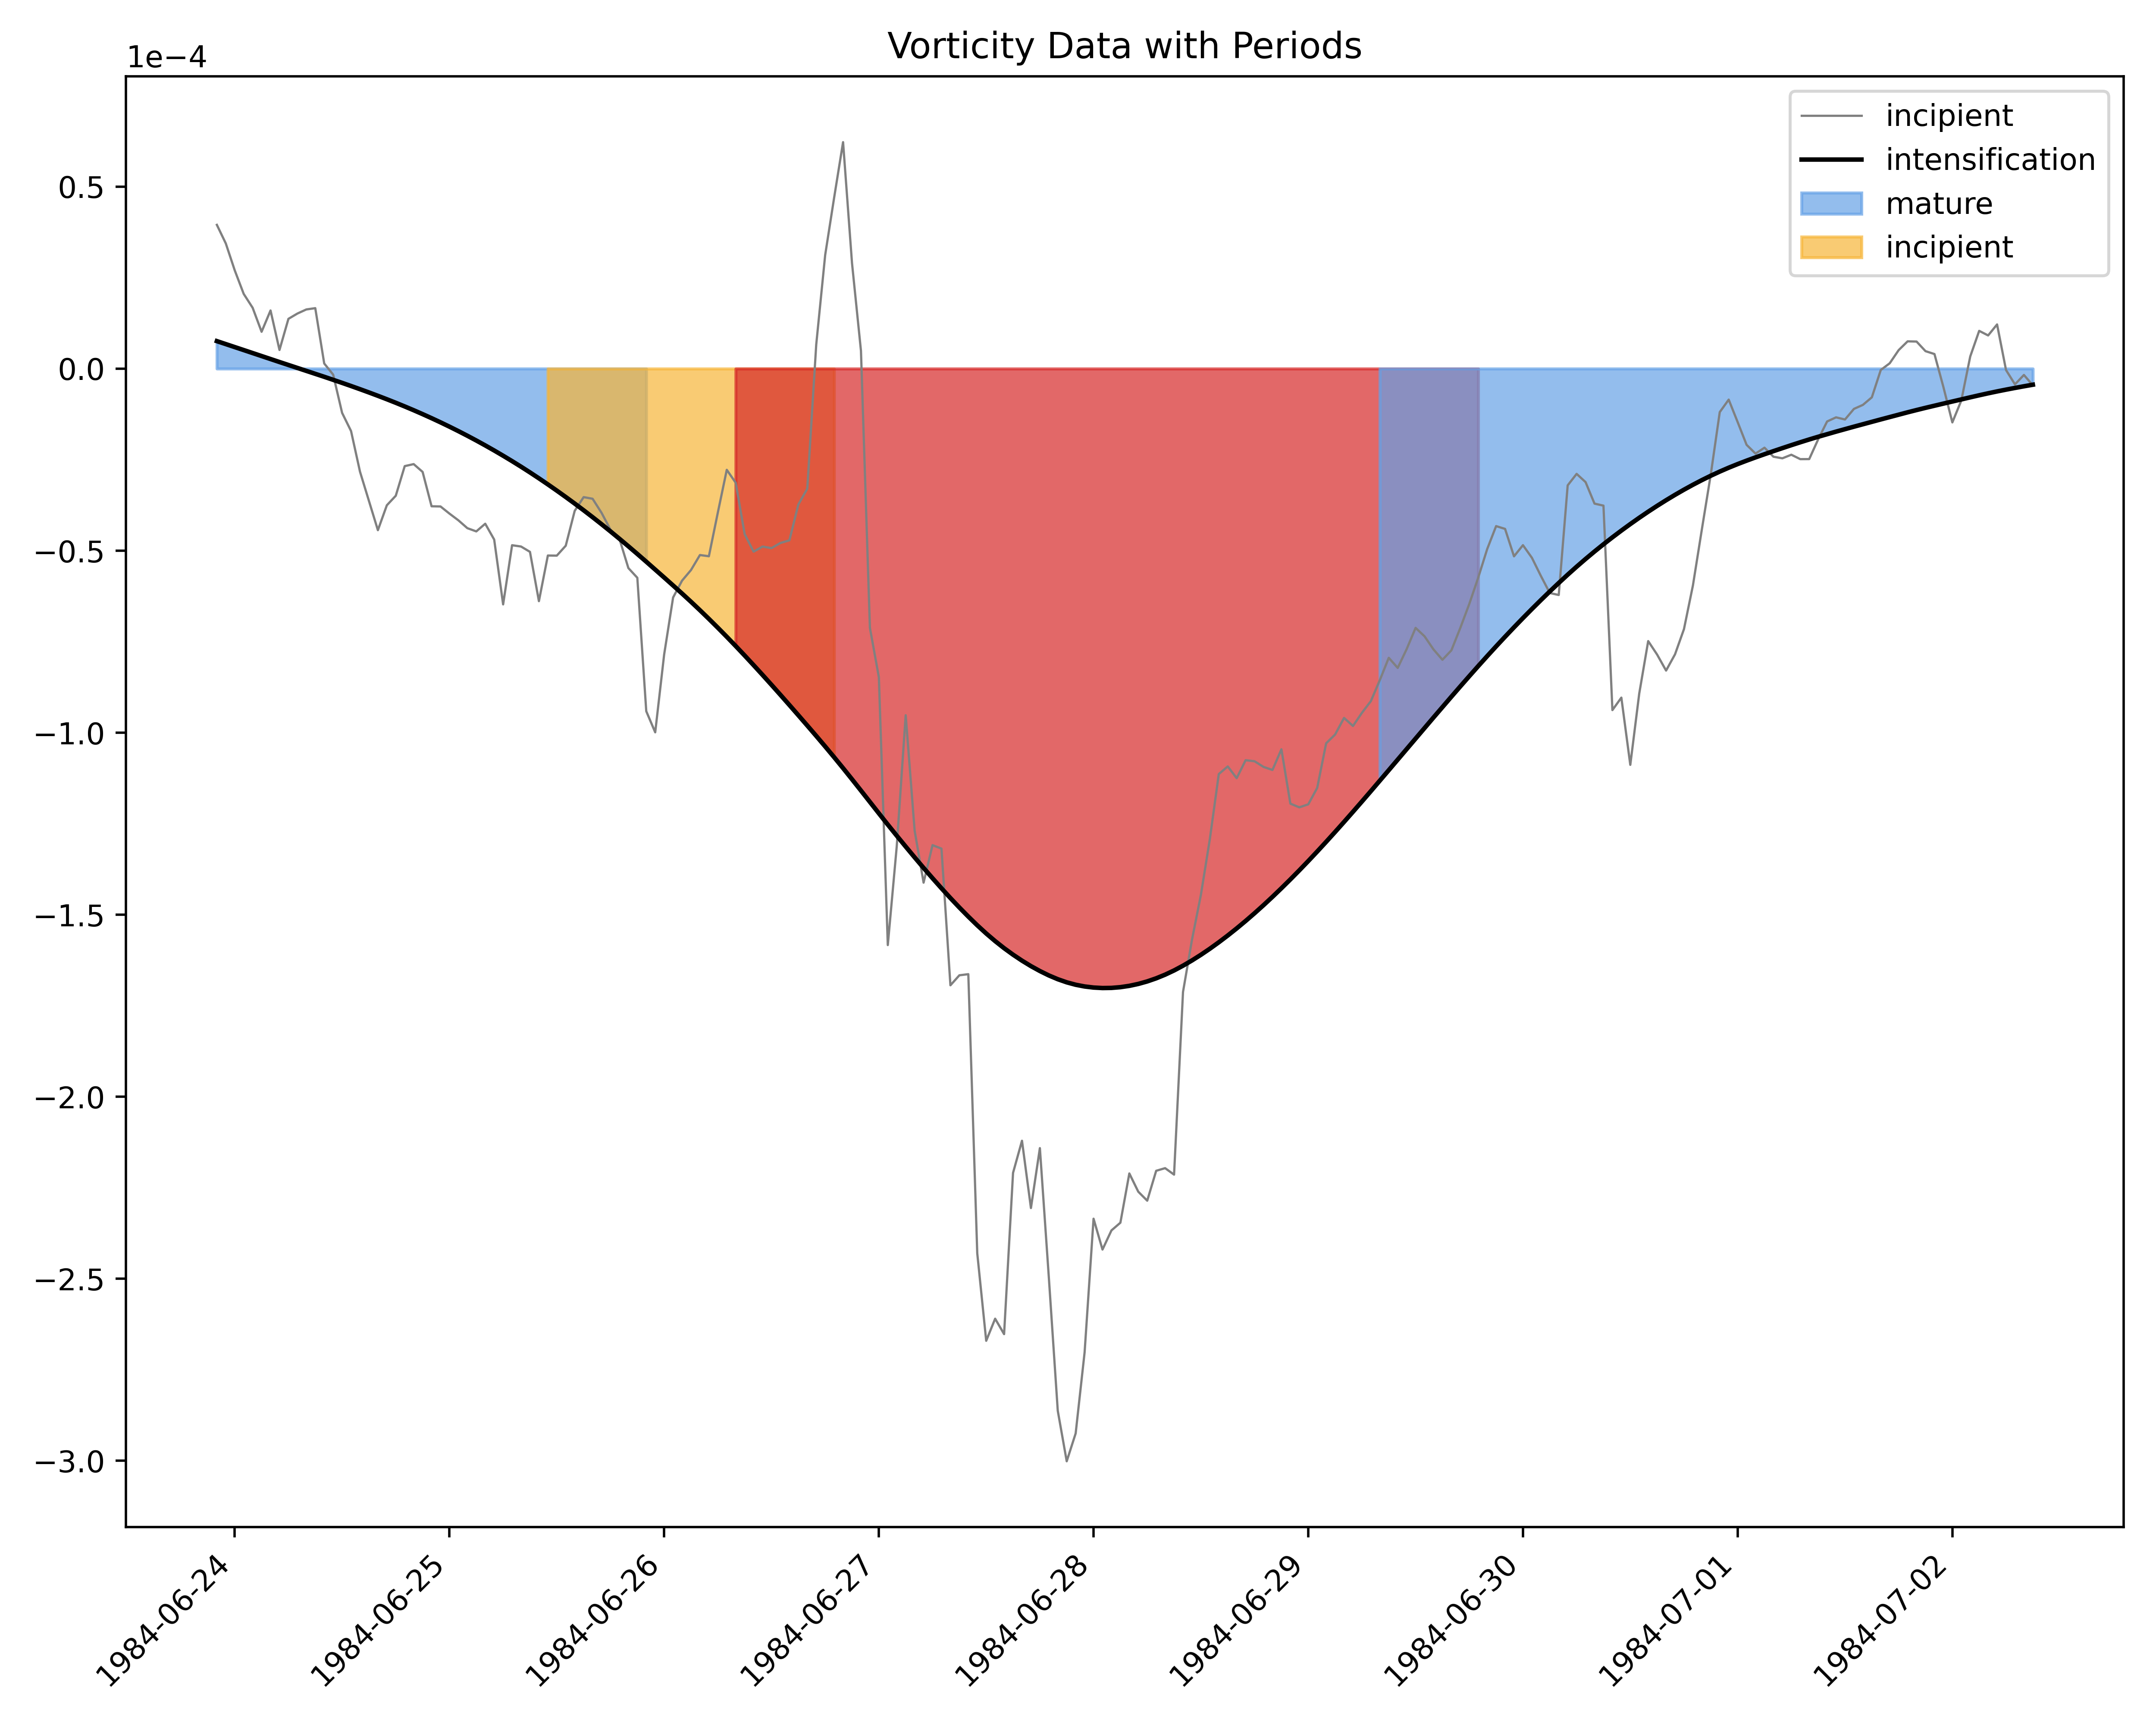 Vorticity Data with Periods
1e−4
incipient
intensification
mature
incipient
0.5
0.0
−0.5
−1.0
−1.5
−2.0
−2.5
−3.0
1984-06-24
1984-06-25
1984-06-26
1984-06-27
1984-06-28
1984-06-29
1984-06-30
1984-07-01
1984-07-02